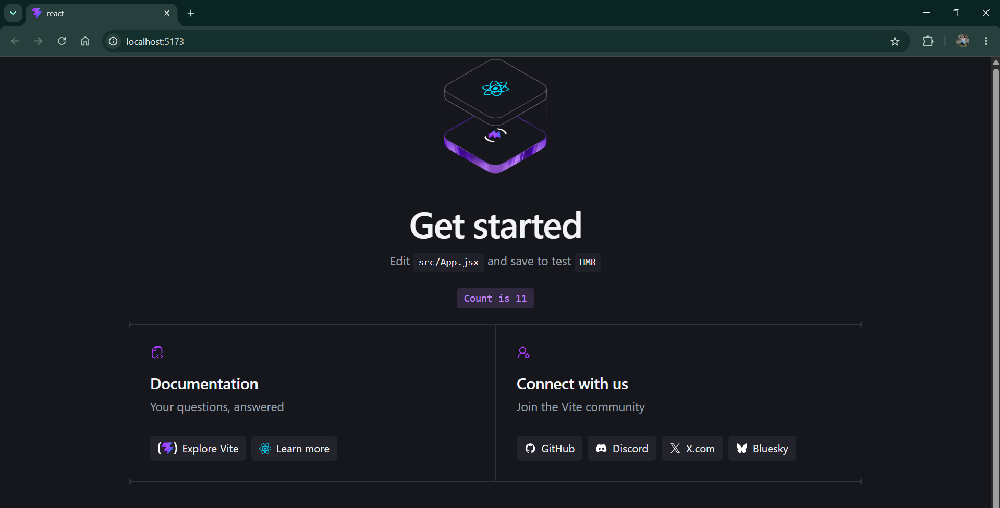 react
localhost:5173
Get started
Edit src/App.jsx and save to test HMR
Count is 11
Documentation
Your questions, answered
Explore Vite
Learn more
Connect with us
Join the Vite community
GitHub
Discord
X.com
Bluesky